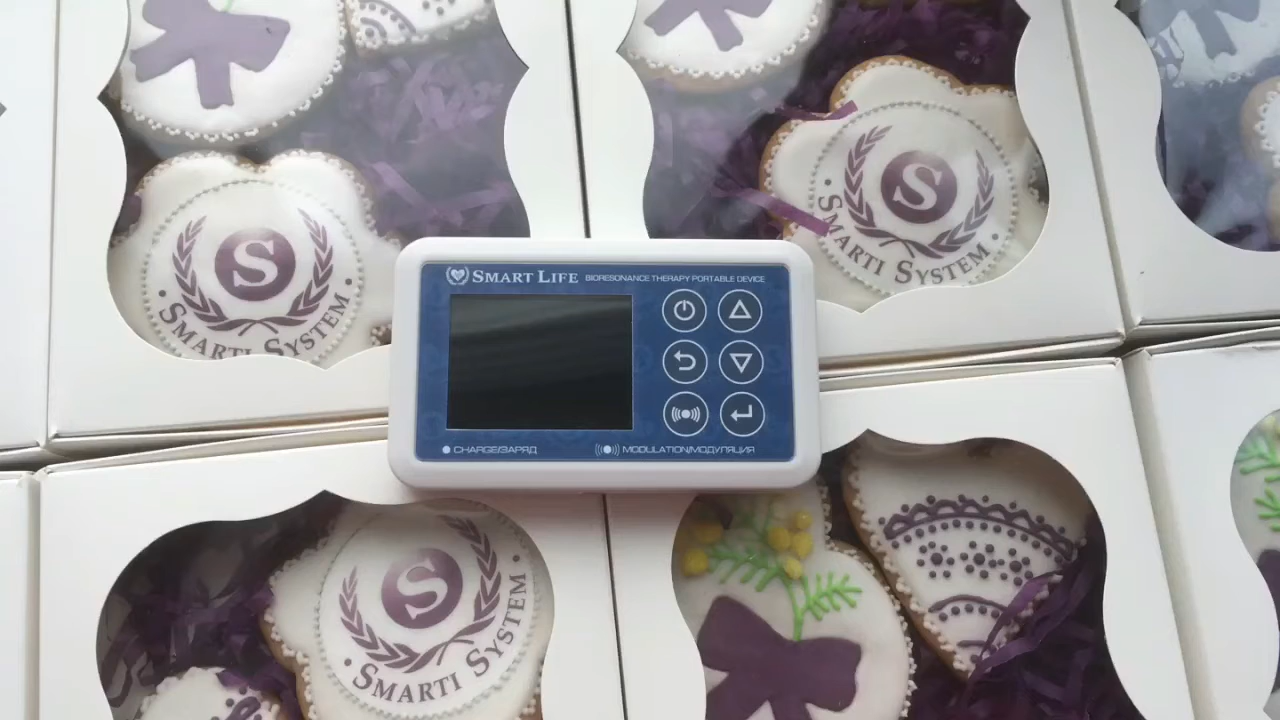 S
SMARTI SYSTEM
S
SMARTI SYSTEM
SMART LIFE BIORESONANCE THERAPY PORTABLE DEVICE
CHARGE/ЗАРЯД
MODULATION/МОДУЛЯЦИЯ
S
SMARTI SYSTEM